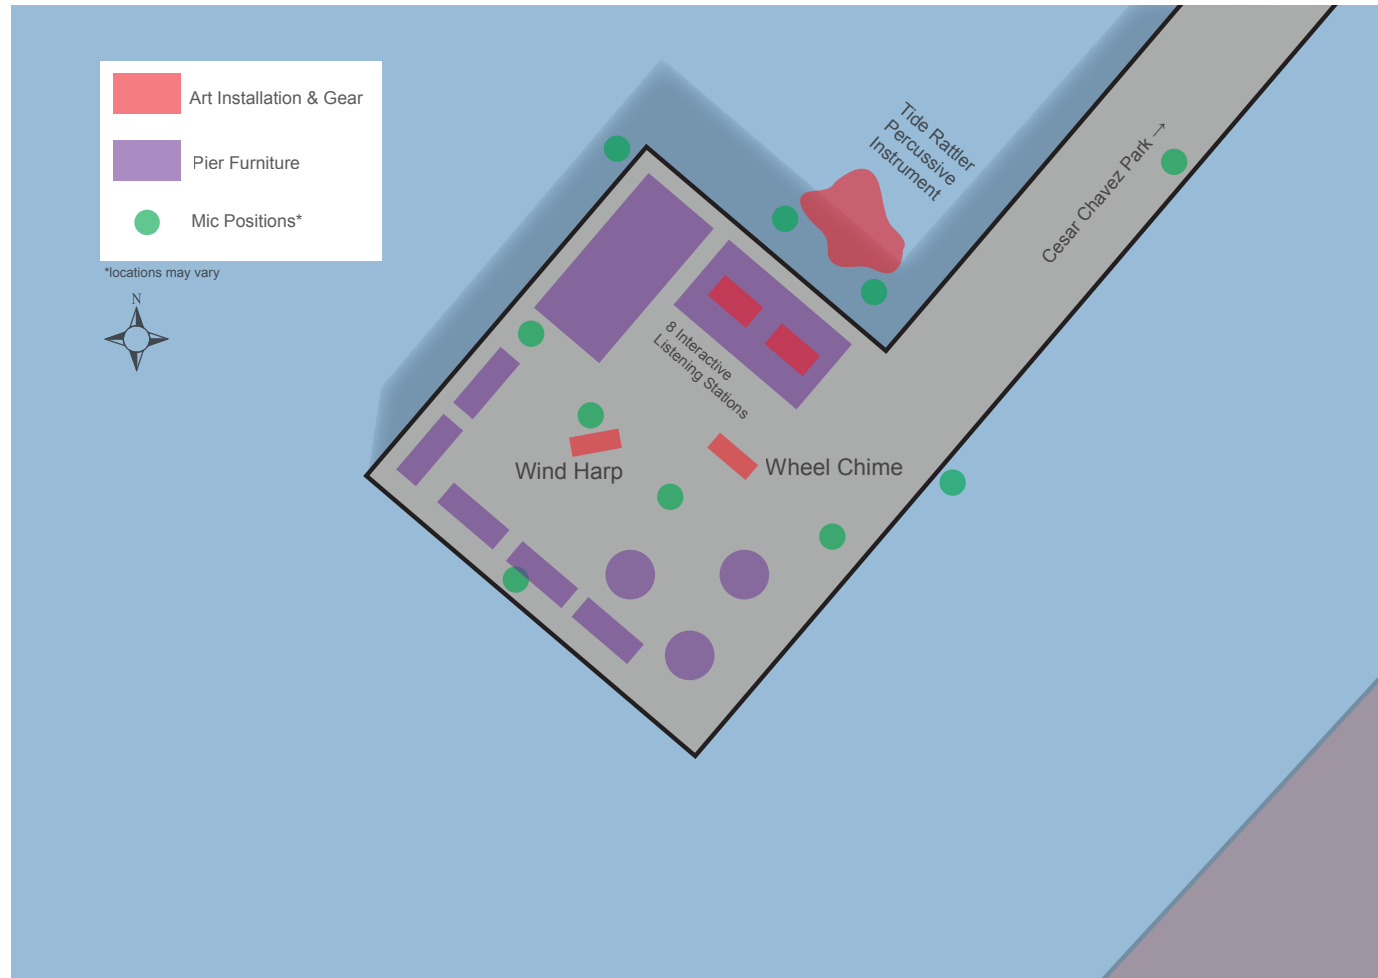 Art Installation & Gear
Pier Furniture
Mic Positions*
*locations may vary
N
Tide Rattler
Percussive
Instrument
Cesar Chavez Park →
8 Interactive
Listening Stations
Wind Harp
Wheel Chime